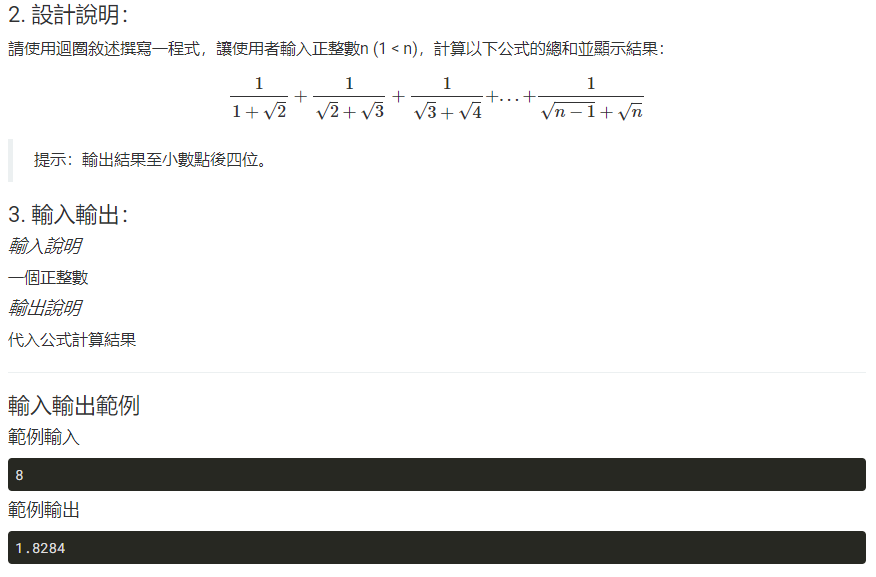 2. 設計說明：
請使用迴圈敘述撰寫一程式，讓使用者輸入正整數n (1 < n)，計算以下公式的總和並顯示結果：
$\frac{1}{1+\sqrt{2}}+\frac{1}{\sqrt{2}+\sqrt{3}}+\frac{1}{\sqrt{3}+\sqrt{4}}+\ldots+\frac{1}{\sqrt{n-1}+\sqrt{n}}$
提示：輸出結果至小數點後四位。
3. 輸入輸出：
輸入說明
一個正整數
輸出說明
代入公式計算結果
輸入輸出範例
範例輸入
8
範例輸出
1.8284